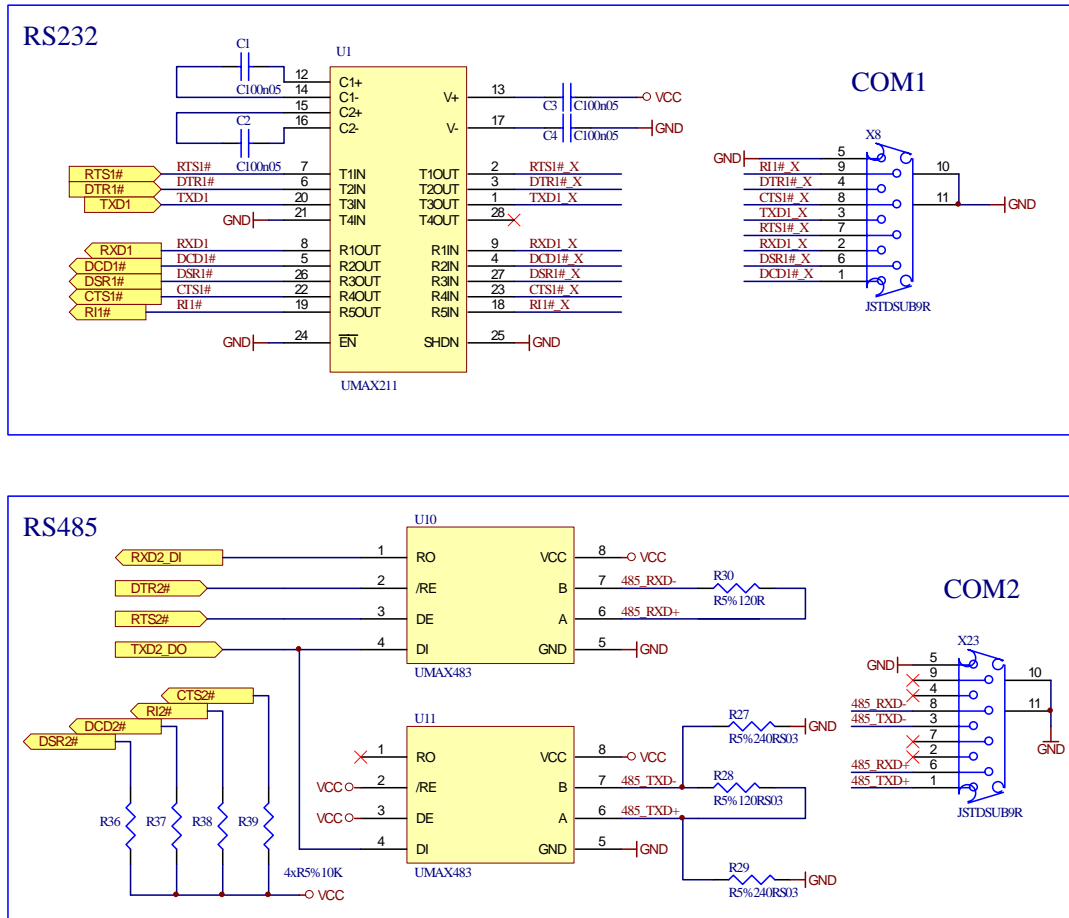 RS232
COM1
C1
C100n05
C2
C100n05
U1
12 C1+
14 C1-
15 C2+
16 C2-
V+ 13
V- 17
C3 C100n05 VCC
C4 C100n05 GND
RTS1# RTS1# 7 T1IN T1OUT 2 RTS1#_X
DTR1# DTR1# 6 T2IN T2OUT 3 DTR1#_X
TXD1 TXD1 20 T3IN T3OUT 1 TXD1_X
GND 21 T4IN T4OUT 28
RXD1 RXD1 8 R1OUT R1IN 9 RXD1_X
DCD1# DCD1# 5 R2OUT R2IN 4 DCD1#_X
DSR1# DSR1# 26 R3OUT R3IN 27 DSR1#_X
CTS1# CTS1# 22 R4OUT R4IN 23 CTS1#_X
RI1# RI1# 19 R5OUT R5IN 18 RI1#_X
GND 24 EN SHDN 25 GND
UMAX211
X8
GND 5
RI1#_X 9
DTR1#_X 4
CTS1#_X 8
TXD1_X 3
RTS1#_X 7
RXD1_X 2
DSR1#_X 6
DCD1#_X 1
10
11 GND
JSTDSUB9R
RS485
COM2
U10
RXD2_DI 1 RO VCC 8 VCC
DTR2# 2 /RE B 7 485_RXD-
RTS2# 3 DE A 6 485_RXD+
TXD2_DO 4 DI GND 5 GND
UMAX483
R30
R5%120R
CTS2#
RI2#
DCD2#
DSR2#
R36 R37 R38 R39
4xR5%10K
VCC
U11
1 RO VCC 8 VCC
VCC 2 /RE B 7 485_TXD-
VCC 3 DE A 6 485_TXD+
4 DI GND 5 GND
UMAX483
R27
R5%240RS03
GND
R28
R5%120RS03
R29
R5%240RS03
GND
X23
GND 5
9
4
485_RXD- 8
485_TXD- 3
7
2
485_RXD+ 6
485_TXD+ 1
10
11
GND
JSTDSUB9R